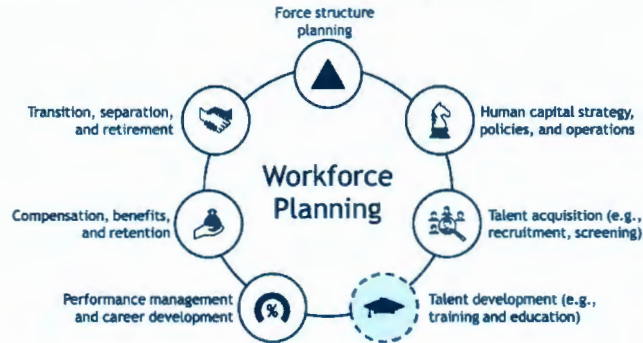 Force structure
planning
Transition, separation,
and retirement
Human capital strategy,
policies, and operations
Workforce
Planning
Compensation, benefits,
and retention
Talent acquisition (e.g.,
recruitment, screening)
Performance management
and career development
%
Talent development (e.g.,
training and education)